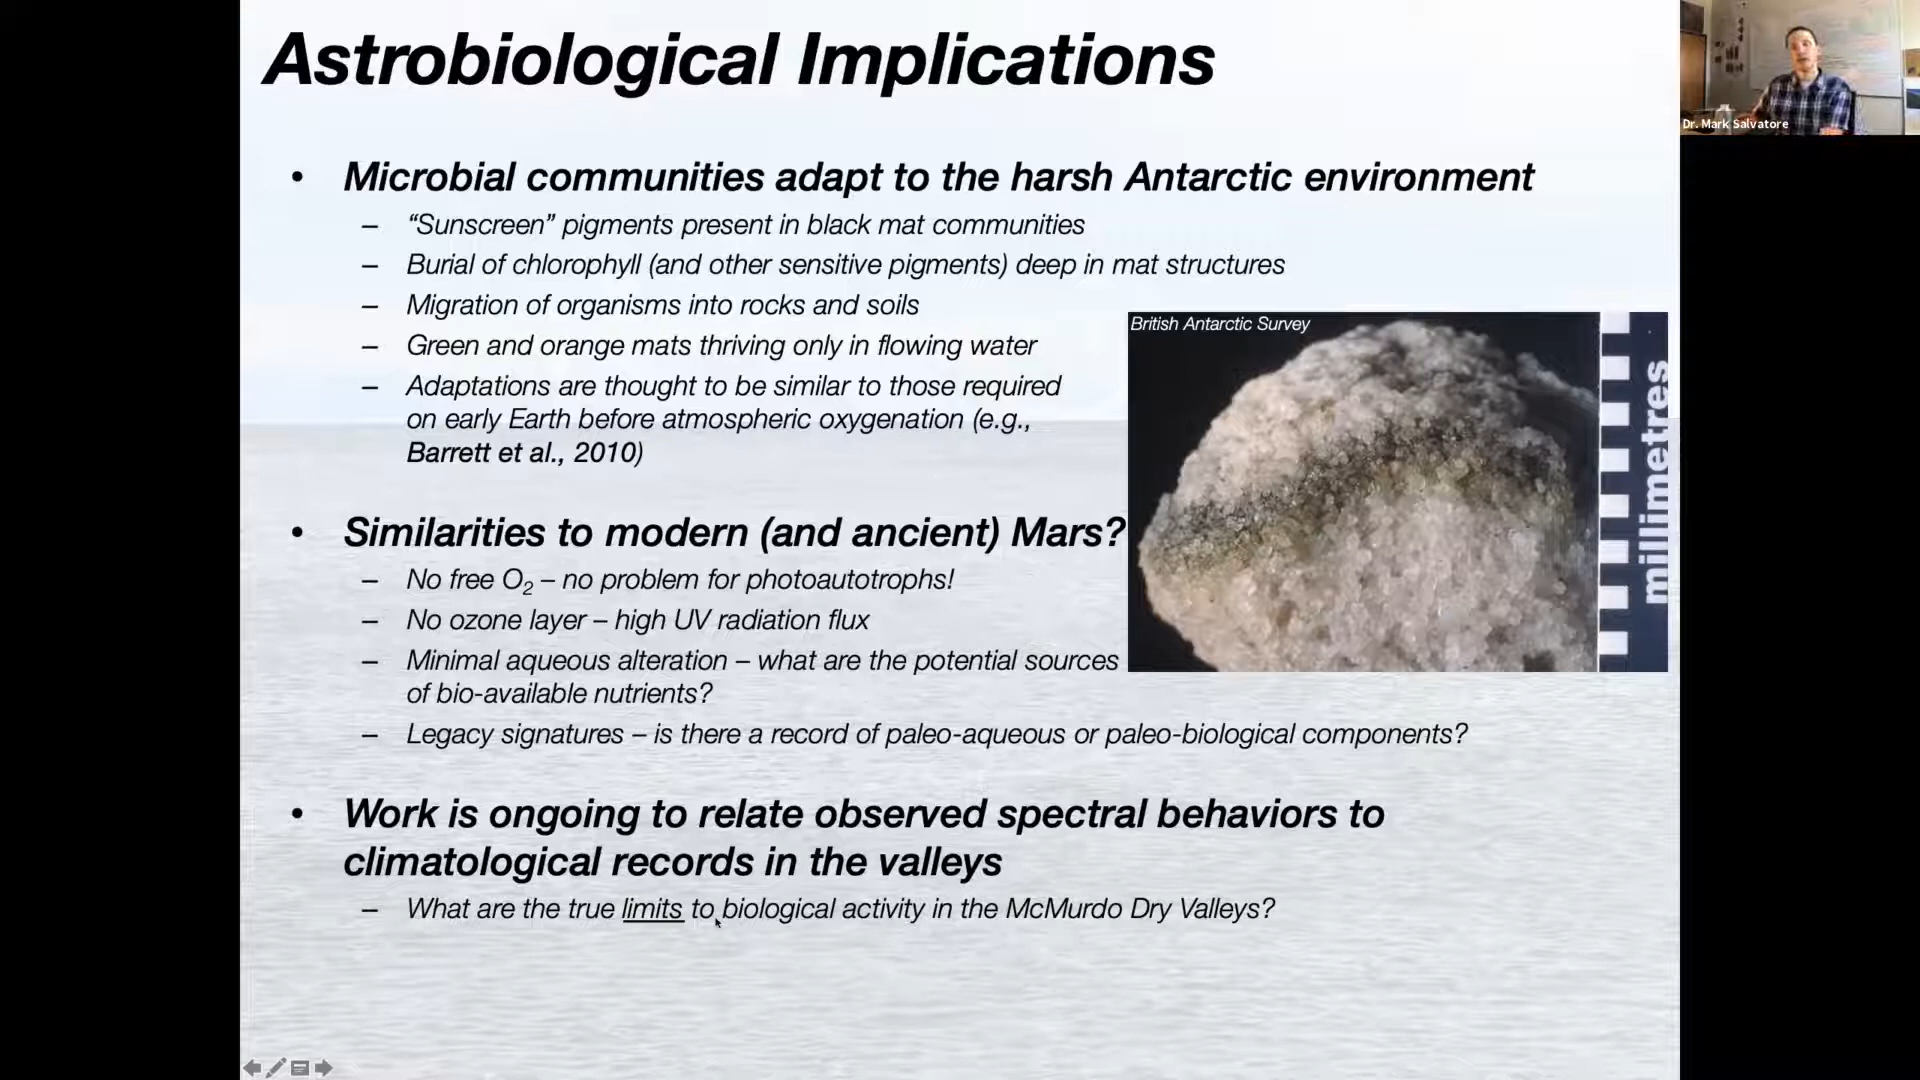 Astrobiological Implications
Dr. Mark Salvatore
• Microbial communities adapt to the harsh Antarctic environment
– “Sunscreen” pigments present in black mat communities
– Burial of chlorophyll (and other sensitive pigments) deep in mat structures
– Migration of organisms into rocks and soils
– Green and orange mats thriving only in flowing water
– Adaptations are thought to be similar to those required
on early Earth before atmospheric oxygenation (e.g.,
Barrett et al., 2010)
British Antarctic Survey
millimetres
• Similarities to modern (and ancient) Mars?
– No free O₂ – no problem for photoautotrophs!
– No ozone layer – high UV radiation flux
– Minimal aqueous alteration – what are the potential sources
of bio-available nutrients?
– Legacy signatures – is there a record of paleo-aqueous or paleo-biological components?
• Work is ongoing to relate observed spectral behaviors to
climatological records in the valleys
– What are the true limits to biological activity in the McMurdo Dry Valleys?